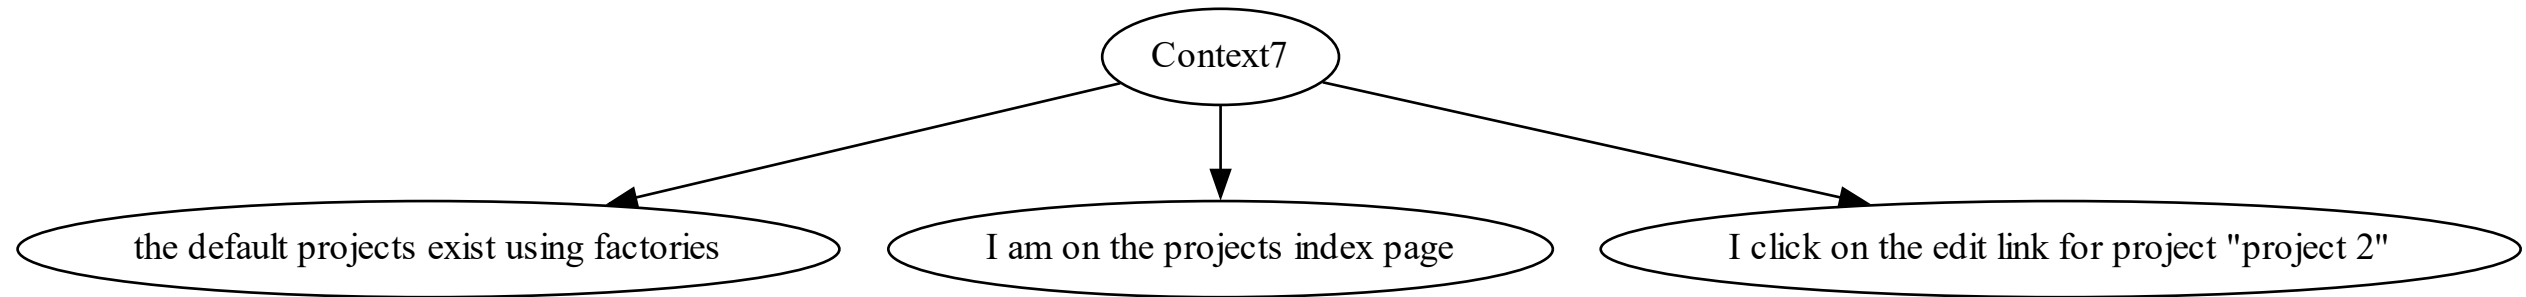 Context7
the default projects exist using factories
I am on the projects index page
I click on the edit link for project "project 2"